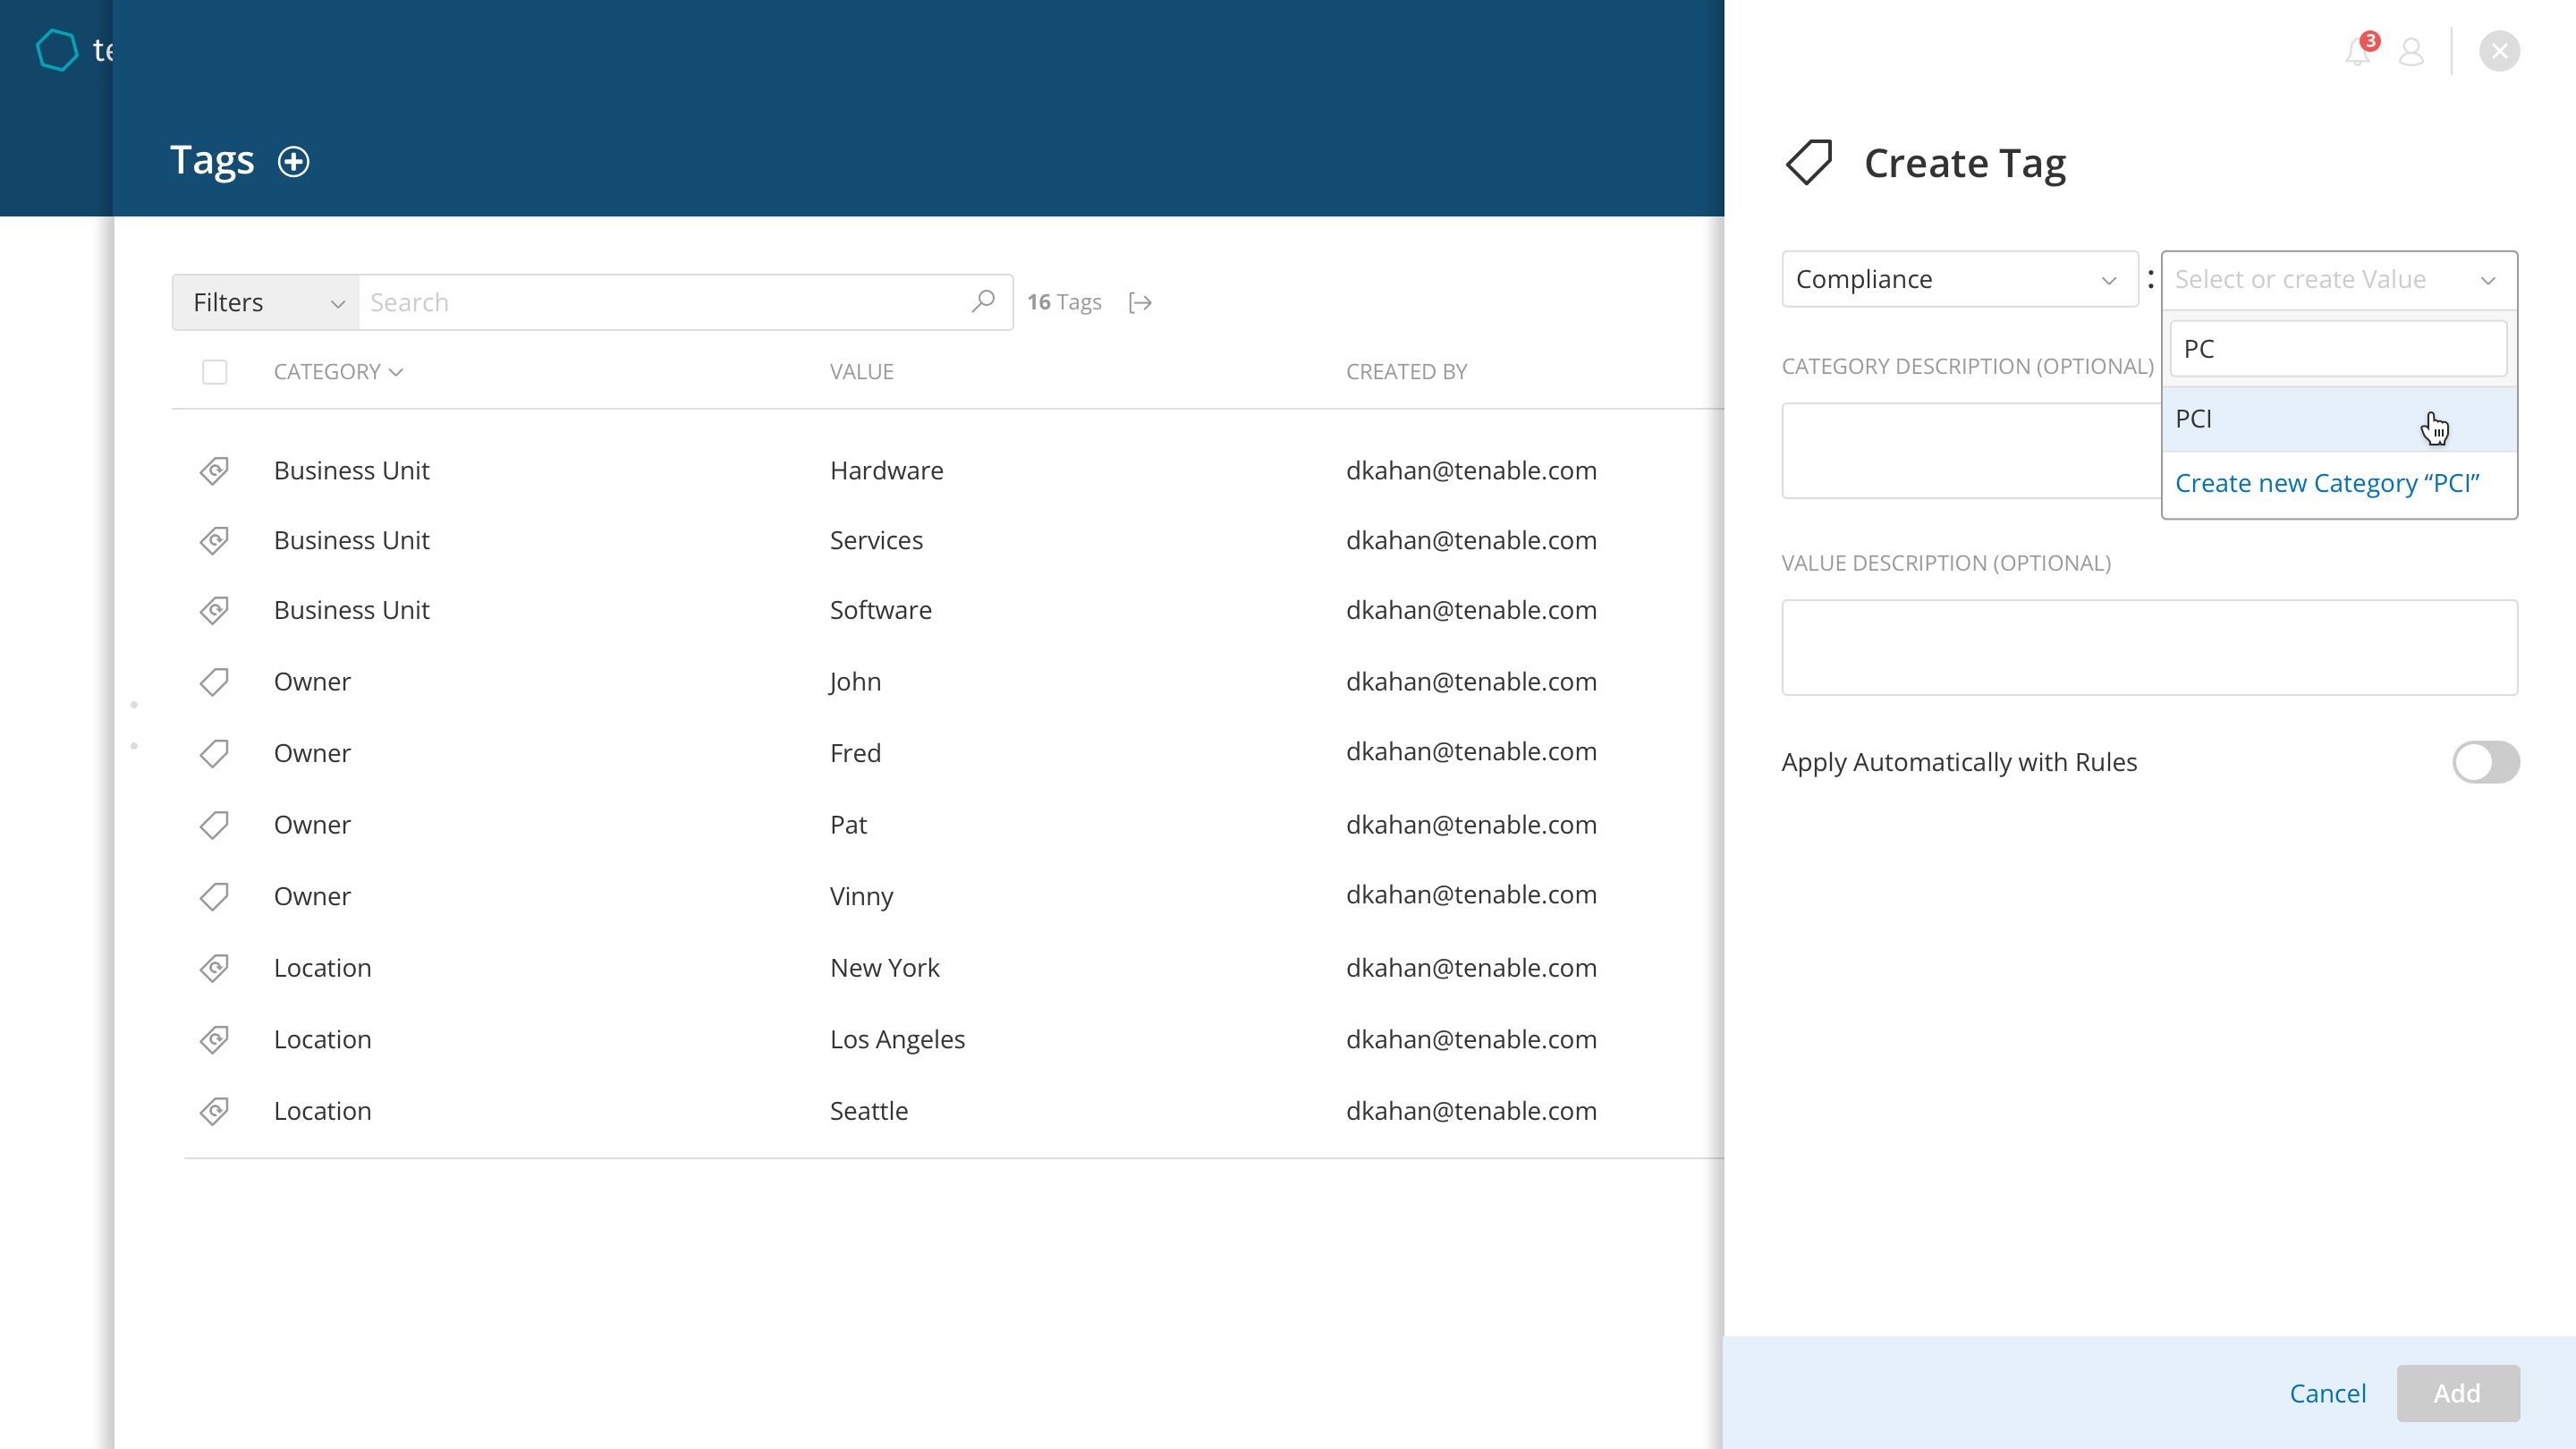 te
Tags
Filters Search 16 Tags
CATEGORY VALUE CREATED BY
Business Unit Hardware dkahan@tenable.com
Business Unit Services dkahan@tenable.com
Business Unit Software dkahan@tenable.com
Owner John dkahan@tenable.com
Owner Fred dkahan@tenable.com
Owner Pat dkahan@tenable.com
Owner Vinny dkahan@tenable.com
Location New York dkahan@tenable.com
Location Los Angeles dkahan@tenable.com
Location Seattle dkahan@tenable.com
3
Create Tag
Compliance : Select or create Value
PC
PCI
Create new Category “PCI”
CATEGORY DESCRIPTION (OPTIONAL)
VALUE DESCRIPTION (OPTIONAL)
Apply Automatically with Rules
Cancel Add